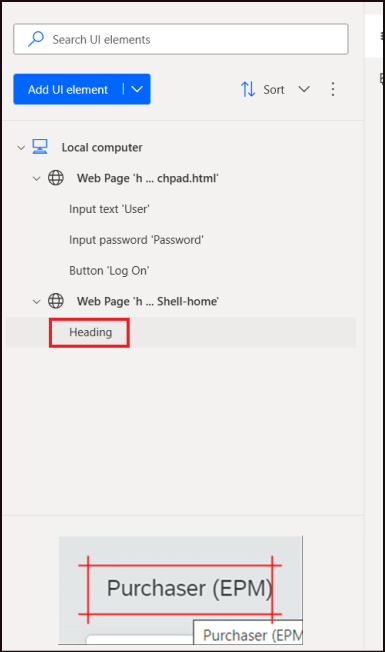 Search UI elements
Add UI element
Sort
Local computer
Web Page 'h ... chpad.html'
Input text 'User'
Input password 'Password'
Button 'Log On'
Web Page 'h ... Shell-home'
Heading
Purchaser (EPM)
Purchaser (EPM